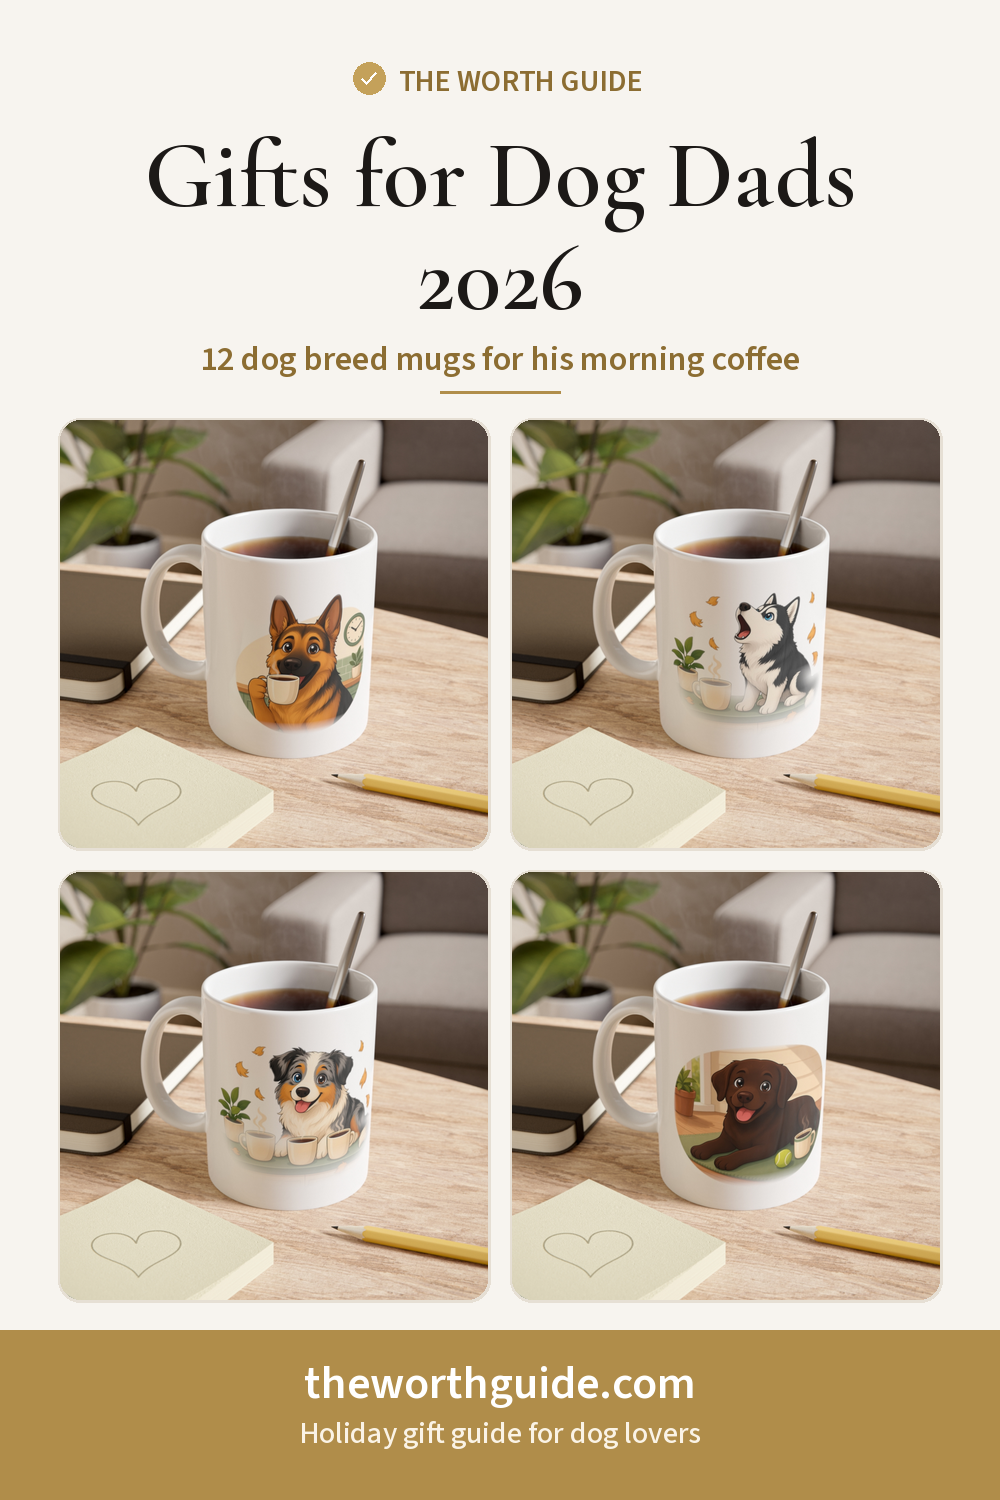 THE WORTH GUIDE
Gifts for Dog Dads
2026
12 dog breed mugs for his morning coffee
theworthguide.com
Holiday gift guide for dog lovers